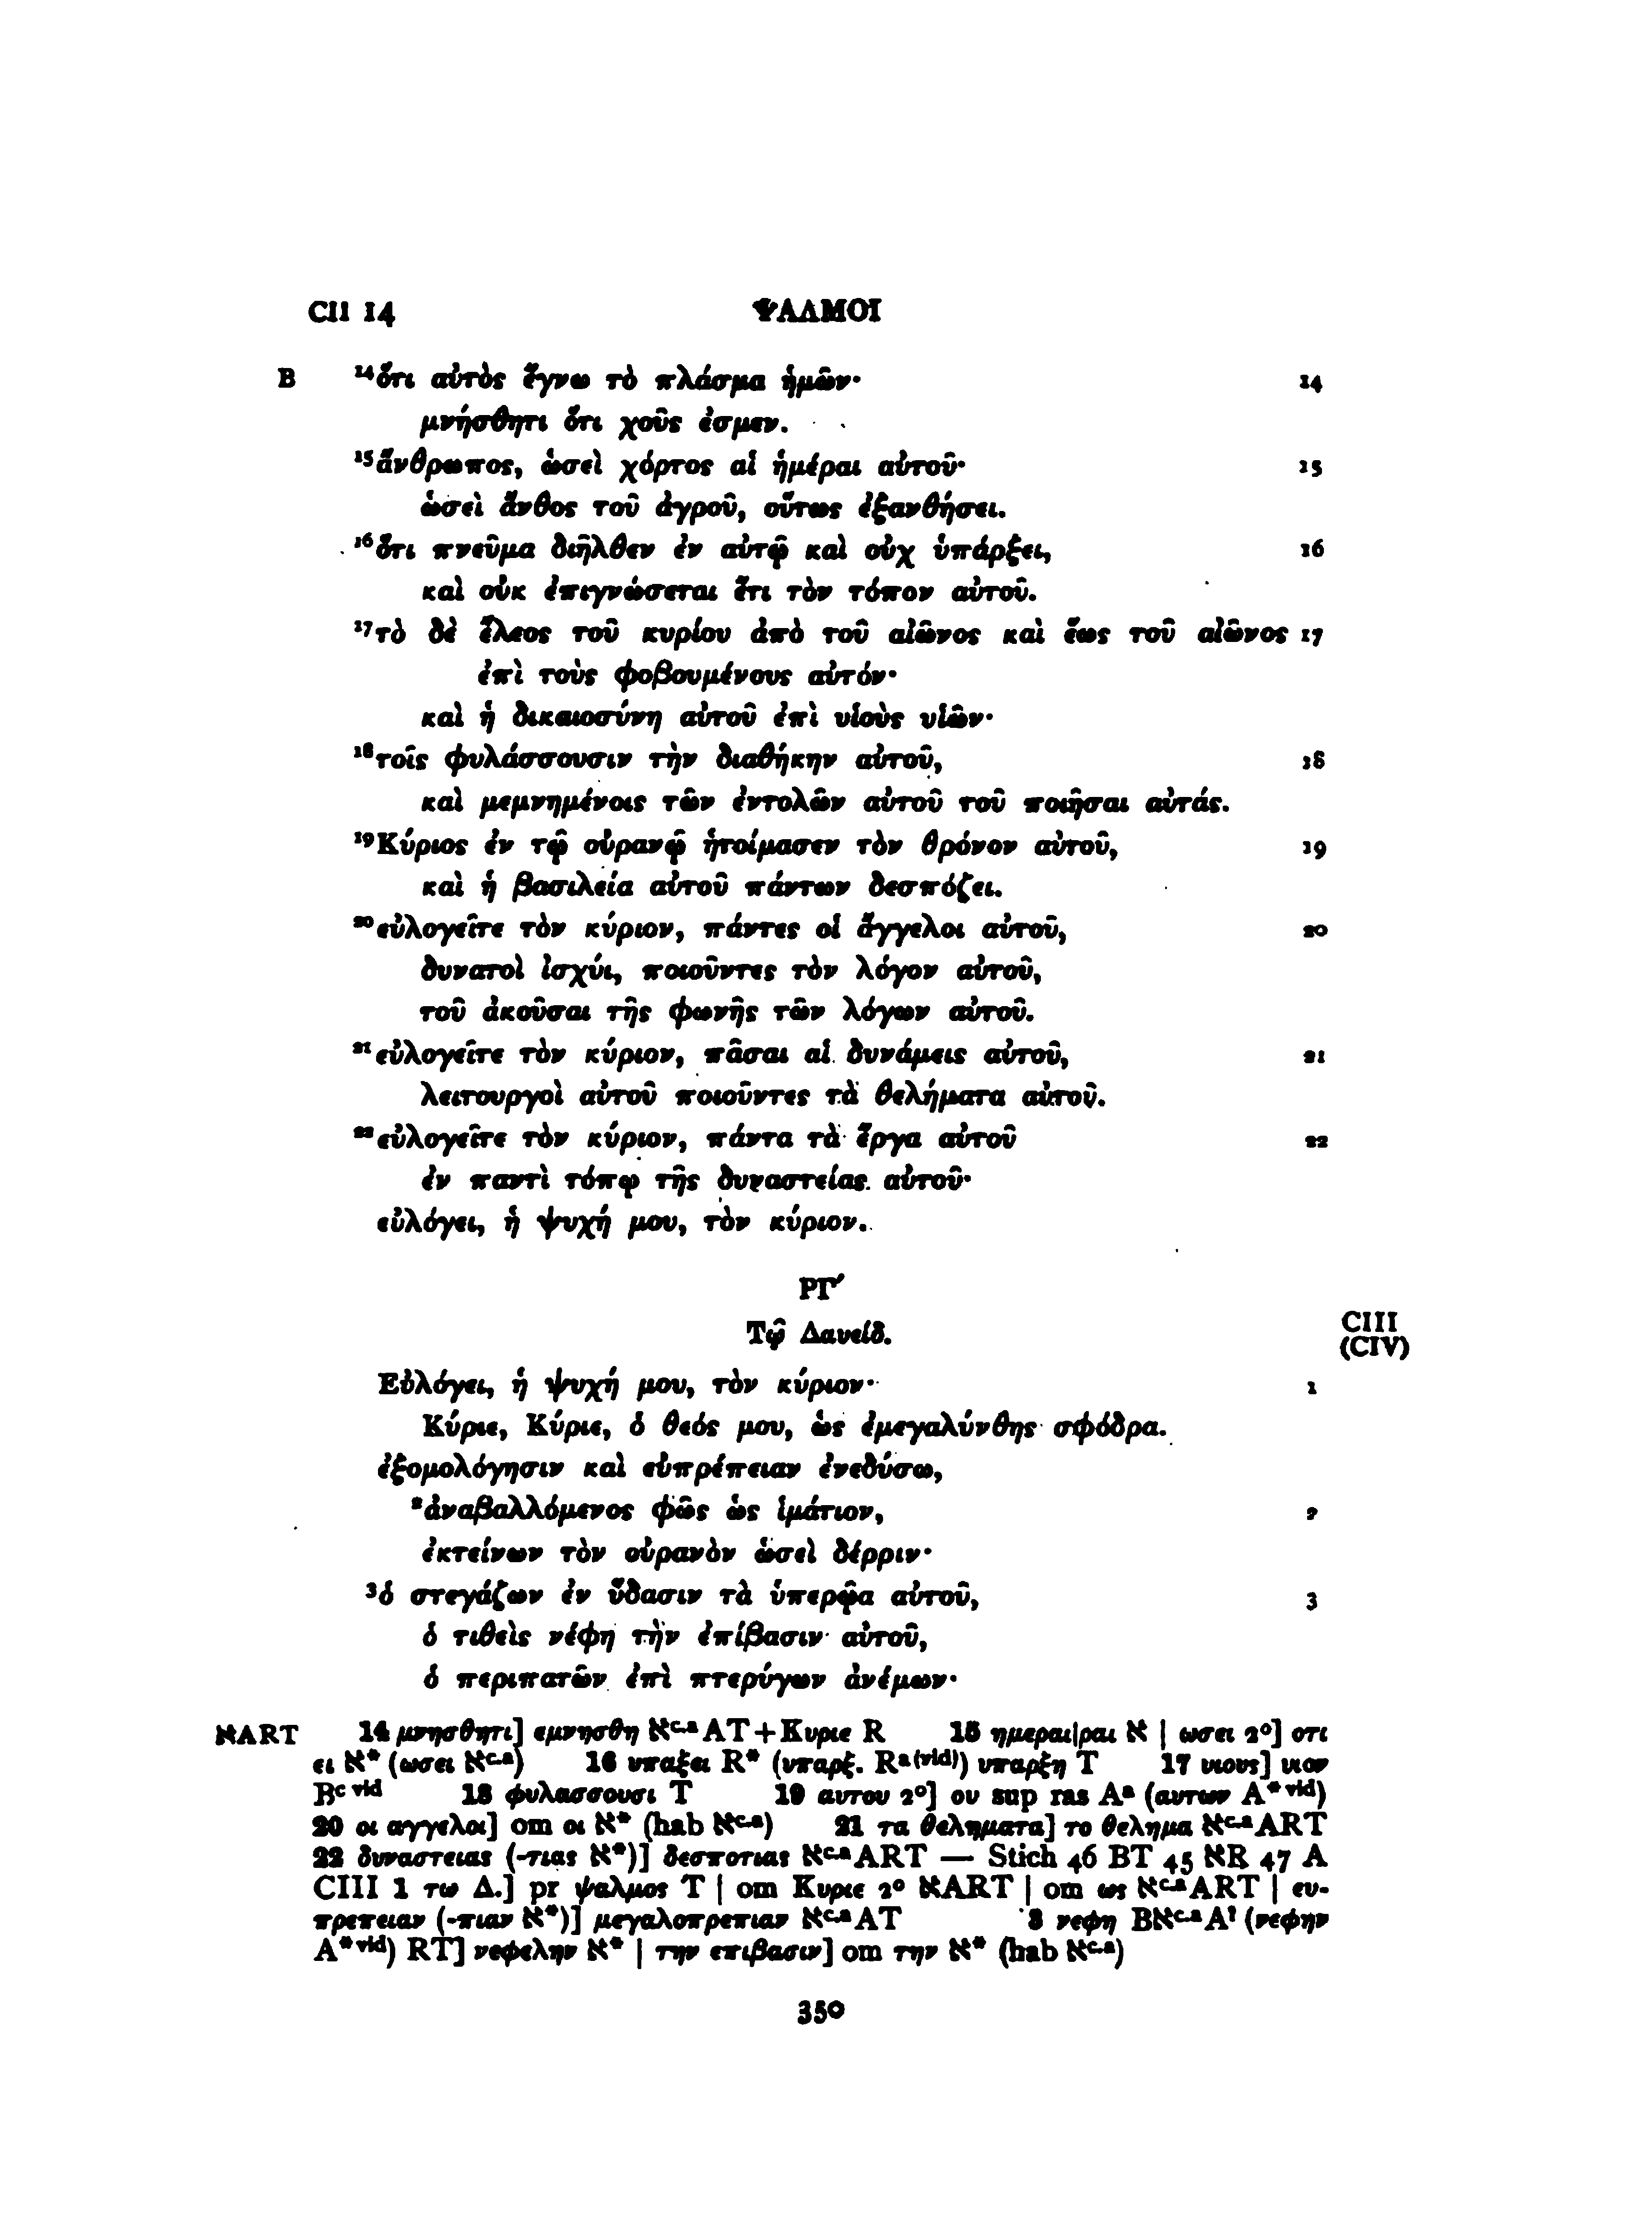 CII 14 ΨΑΛΜΟΙ
B ¹⁴ὅτι αὐτὸς ἔγνω τὸ πλάσμα ἡμῶν· 14
μνήσθητι ὅτι χοῦς ἐσμεν.
¹⁵ἄνθρωπος, ὡσεὶ χόρτος αἱ ἡμέραι αὐτοῦ· 15
ὡσεὶ ἄνθος τοῦ ἀγροῦ, οὕτως ἐξανθήσει.
¹⁶ὅτι πνεῦμα διῆλθεν ἐν αὐτῷ καὶ οὐχ ὑπάρξει, 16
καὶ οὐκ ἐπιγνώσεται ἔτι τὸν τόπον αὐτοῦ.
¹⁷τὸ δὲ ἔλεος τοῦ κυρίου ἀπὸ τοῦ αἰῶνος καὶ ἕως τοῦ αἰῶνος 17
ἐπὶ τοὺς φοβουμένους αὐτόν·
καὶ ἡ δικαιοσύνη αὐτοῦ ἐπὶ υἱοὺς υἱῶν·
¹⁸τοῖς φυλάσσουσιν τὴν διαθήκην αὐτοῦ, 18
καὶ μεμνημένοις τῶν ἐντολῶν αὐτοῦ τοῦ ποιῆσαι αὐτάς.
¹⁹Κύριος ἐν τῷ οὐρανῷ ἡτοίμασεν τὸν θρόνον αὐτοῦ, 19
καὶ ἡ βασιλεία αὐτοῦ πάντων δεσπόζει.
²⁰εὐλογεῖτε τὸν κύριον, πάντες οἱ ἄγγελοι αὐτοῦ, 20
δυνατοὶ ἰσχύι, ποιοῦντες τὸν λόγον αὐτοῦ,
τοῦ ἀκοῦσαι τῆς φωνῆς τῶν λόγων αὐτοῦ.
²¹εὐλογεῖτε τὸν κύριον, πᾶσαι αἱ δυνάμεις αὐτοῦ, 21
λειτουργοὶ αὐτοῦ ποιοῦντες τὰ θελήματα αὐτοῦ.
²²εὐλογεῖτε τὸν κύριον, πάντα τὰ ἔργα αὐτοῦ 22
ἐν παντὶ τόπῳ τῆς δυναστείας αὐτοῦ·
εὐλόγει, ἡ ψυχή μου, τὸν κύριον.
ΡΓ΄
Τῷ Δαυείδ. CIII
(CIV)
Εὐλόγει, ἡ ψυχή μου, τὸν κύριον· 1
Κύριε, Κύριε, ὁ θεός μου, ὡς ἐμεγαλύνθης σφόδρα.
ἐξομολόγησιν καὶ εὐπρέπειαν ἐνεδύσω,
²ἀναβαλλόμενος φῶς ὡς ἱμάτιον, 2
ἐκτείνων τὸν οὐρανὸν ὡσεὶ δέρριν·
³ὁ στεγάζων ἐν ὕδασιν τὰ ὑπερῷα αὐτοῦ, 3
ὁ τιθεὶς νέφη τὴν ἐπίβασιν αὐτοῦ,
ὁ περιπατῶν ἐπὶ πτερύγων ἀνέμων·
אART 14 μνησθητι] εμνησθη א^c.a AT + Κυριε R 15 ημεραι|ραι א | ωσει 2°] οτι
ει א* (ωσει א^c.a) 16 υπαξει R* (υπαρξ. R^a(vid)) υπαρξη T 17 υιους] υιον
B^c vid 18 φυλασσουσι T 19 αυτου 2°] ου sup ras A^a (αυτων A*vid)
20 οι αγγελοι] om οι א* (hab א^c.a) 21 τα θεληματα] το θελημα א^c.a ART
22 δυναστειας (-τιας א*)] δεσποτιας א^c.a ART — Stich 46 BT 45 אR 47 A
CIII 1 τω Δ.] pr ψαλμος T | om Κυριε 2° אART | om ως א^c.a ART | ευ-
πρεπειαν (-πιαν א*)] μεγαλοπρεπιαν א^c.a AT 3 νεφη Bא^c.a A? (νεφην
A*vid) RT] νεφελην א* | την επιβασιν] om την א* (hab א^c.a)
350